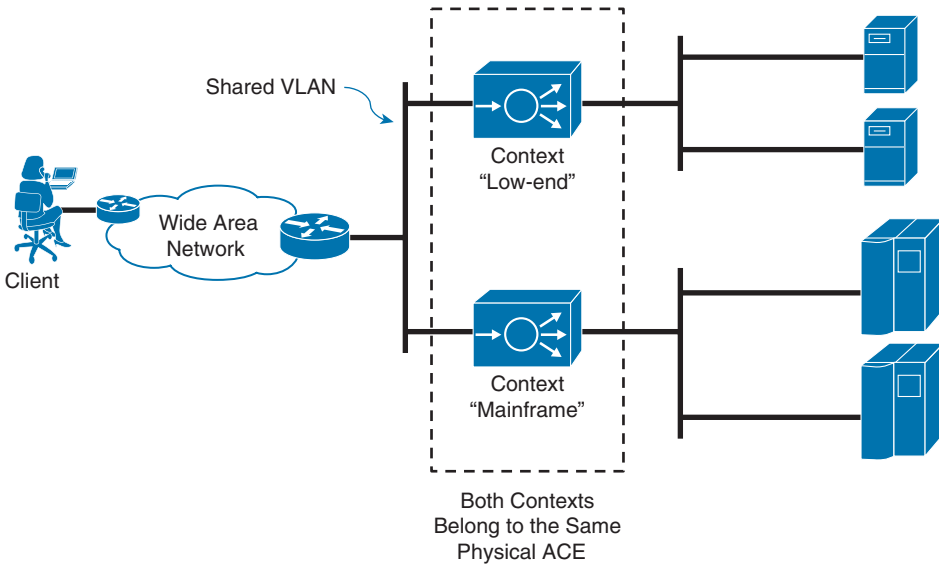 Shared VLAN
Context
“Low-end”
Wide Area
Network
Client
Context
“Mainframe”
Both Contexts
Belong to the Same
Physical ACE